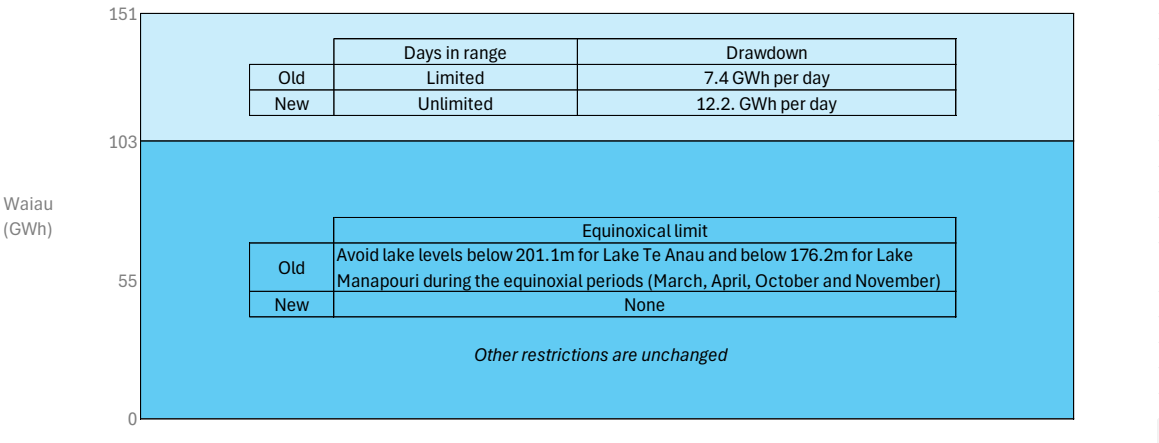 151
Days in range Drawdown
Old Limited 7.4 GWh per day
New Unlimited 12.2. GWh per day
103
Waiau
(GWh)
Equinoxical limit
Old Avoid lake levels below 201.1m for Lake Te Anau and below 176.2m for Lake
Manapouri during the equinoxial periods (March, April, October and November)
55
New None
Other restrictions are unchanged
0